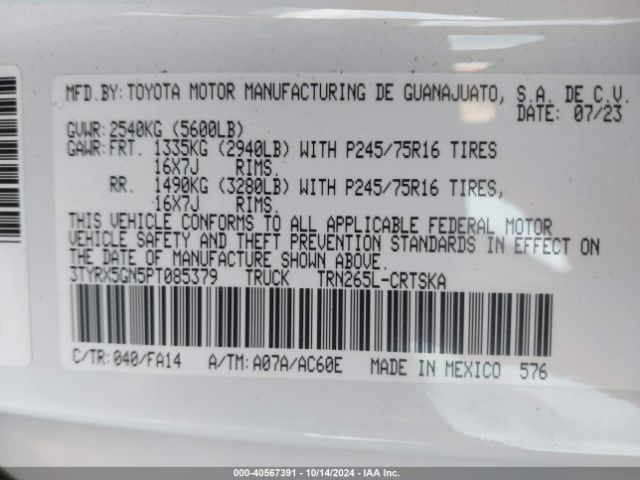 MFD.BY:TOYOTA MOTOR MANUFACTURING DE GUANAJUATO, S.A. DE C.V.
DATE: 07/23
GVWR:2540KG (5600LB)
GAWR:FRT. 1335KG (2940LB) WITH P245/75R16 TIRES
16X7J RIMS.
RR. 1490KG (3280LB) WITH P245/75R16 TIRES,
16X7J RIMS.
THIS VEHICLE CONFORMS TO ALL APPLICABLE FEDERAL MOTOR
VEHICLE SAFETY AND THEFT PREVENTION STANDARDS IN EFFECT ON
THE DATE OF MANUFACTURE SHOWN ABOVE.
3TYRX5GN5PT085379 TRUCK TRN265L-CRTSKA
C/TR:040/FA14 A/TM:A07A/AC60E MADE IN MEXICO 576
000-40567391 | 10/14/2024 | IAAI.com